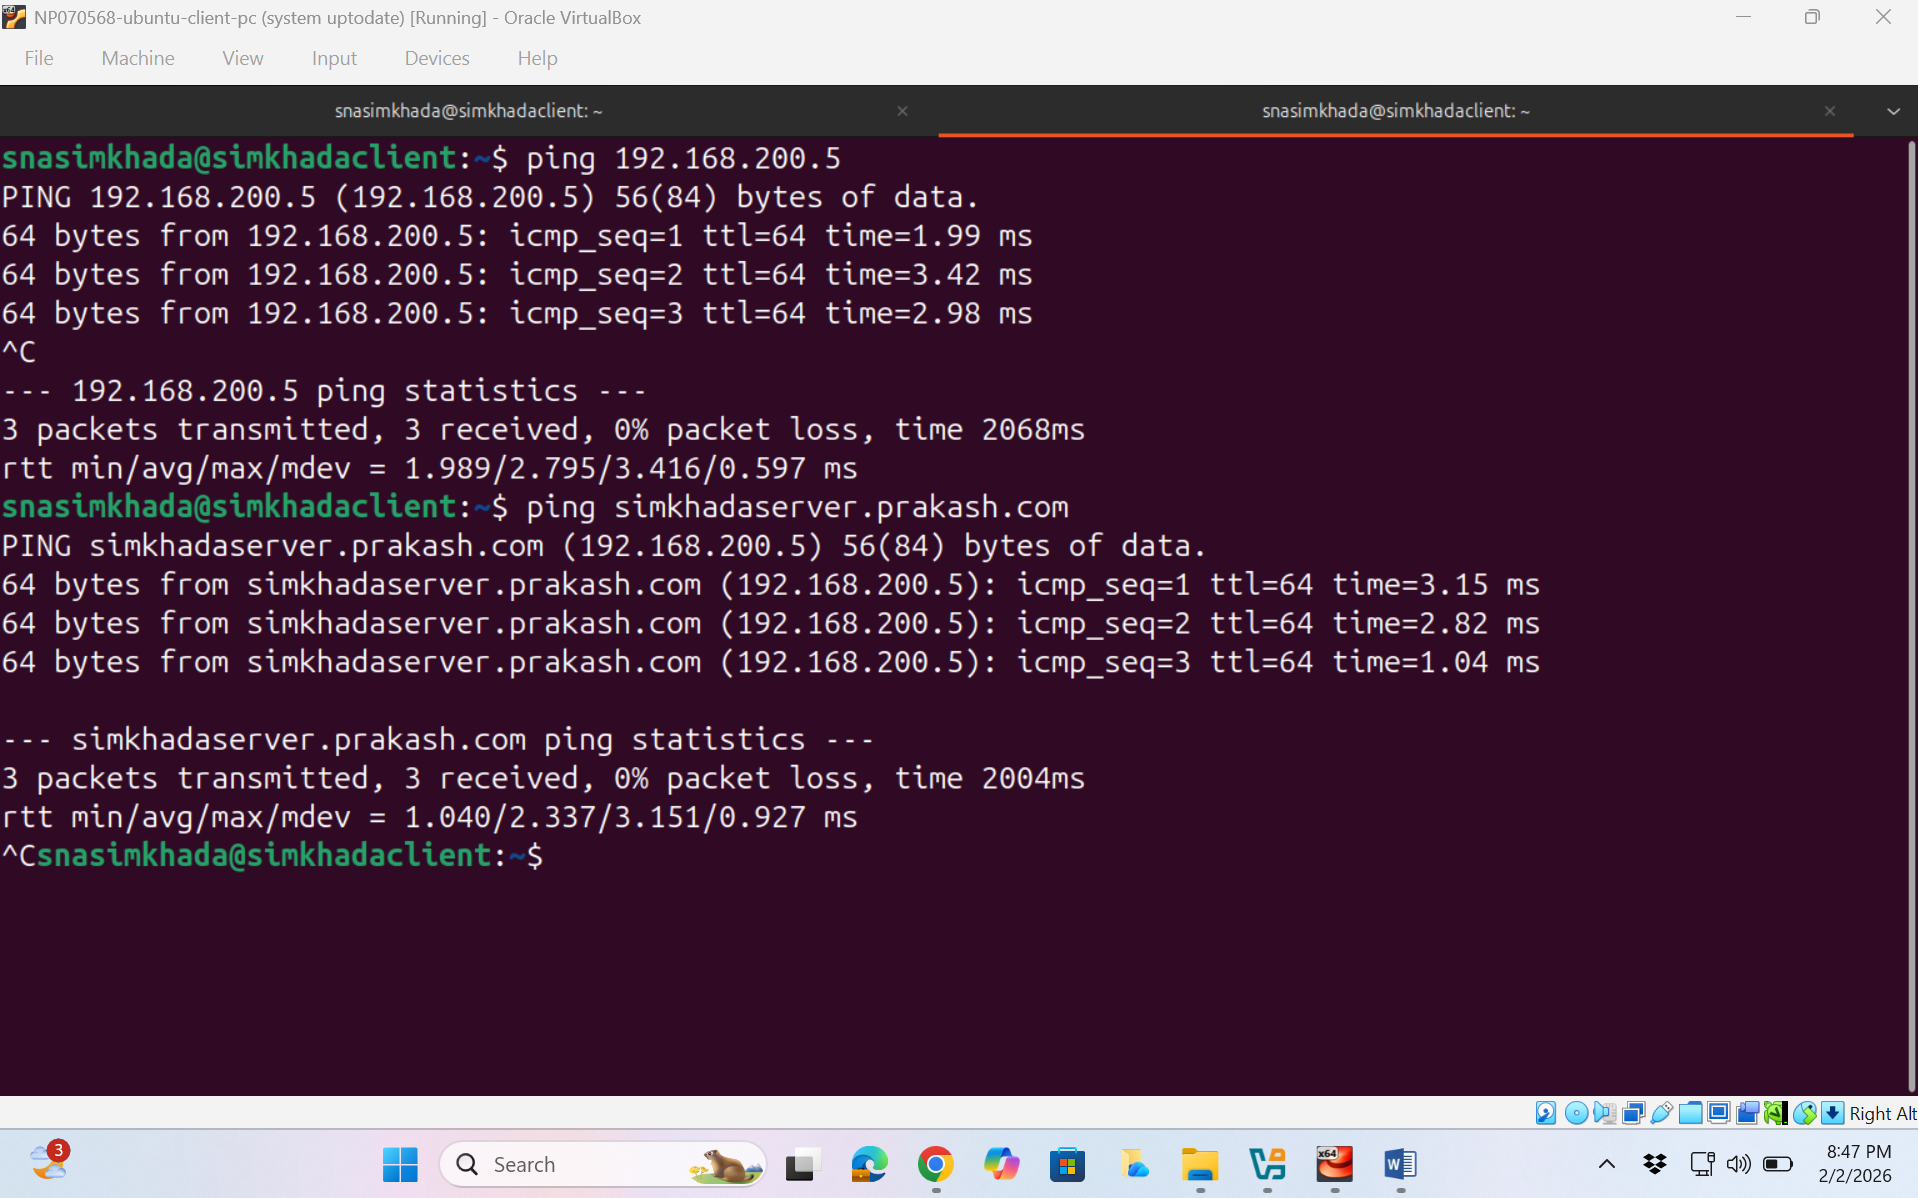 NP070568-ubuntu-client-pc (system uptodate) [Running] - Oracle VirtualBox
File Machine View Input Devices Help
snasimkhada@simkhadaclient: ~ snasimkhada@simkhadaclient: ~
snasimkhada@simkhadaclient:~$ ping 192.168.200.5
PING 192.168.200.5 (192.168.200.5) 56(84) bytes of data.
64 bytes from 192.168.200.5: icmp_seq=1 ttl=64 time=1.99 ms
64 bytes from 192.168.200.5: icmp_seq=2 ttl=64 time=3.42 ms
64 bytes from 192.168.200.5: icmp_seq=3 ttl=64 time=2.98 ms
^C
--- 192.168.200.5 ping statistics ---
3 packets transmitted, 3 received, 0% packet loss, time 2068ms
rtt min/avg/max/mdev = 1.989/2.795/3.416/0.597 ms
snasimkhada@simkhadaclient:~$ ping simkhadaserver.prakash.com
PING simkhadaserver.prakash.com (192.168.200.5) 56(84) bytes of data.
64 bytes from simkhadaserver.prakash.com (192.168.200.5): icmp_seq=1 ttl=64 time=3.15 ms
64 bytes from simkhadaserver.prakash.com (192.168.200.5): icmp_seq=2 ttl=64 time=2.82 ms
64 bytes from simkhadaserver.prakash.com (192.168.200.5): icmp_seq=3 ttl=64 time=1.04 ms
--- simkhadaserver.prakash.com ping statistics ---
3 packets transmitted, 3 received, 0% packet loss, time 2004ms
rtt min/avg/max/mdev = 1.040/2.337/3.151/0.927 ms
^Csnasimkhada@simkhadaclient:~$
Right Alt
3
Search
x64
W
8:47 PM
2/2/2026